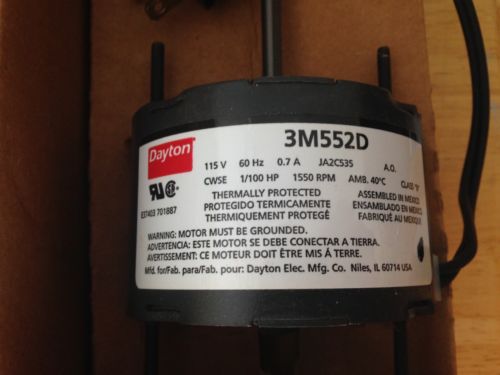 Dayton
3M552D
115 V 60 Hz 0.7 A JA2C535 A.O.
CWSE 1/100 HP 1550 RPM AMB. 40°C CLASS "B"
E37403 701887
THERMALLY PROTECTED ASSEMBLED IN MEXICO
PROTEGIDO TERMICAMENTE ENSAMBLADO EN MEXICO
THERMIQUEMENT PROTEGÉ FABRIQUÉ AU MEXIQUE
WARNING: MOTOR MUST BE GROUNDED.
ADVERTENCIA: ESTE MOTOR SE DEBE CONECTAR A TIERRA.
AVERTISSEMENT: CE MOTEUR DOIT ÊTRE MIS Á TERRE.
Mfd. for/Fab. para/Fab. pour: Dayton Elec. Mfg. Co. Niles, IL 60714 USA